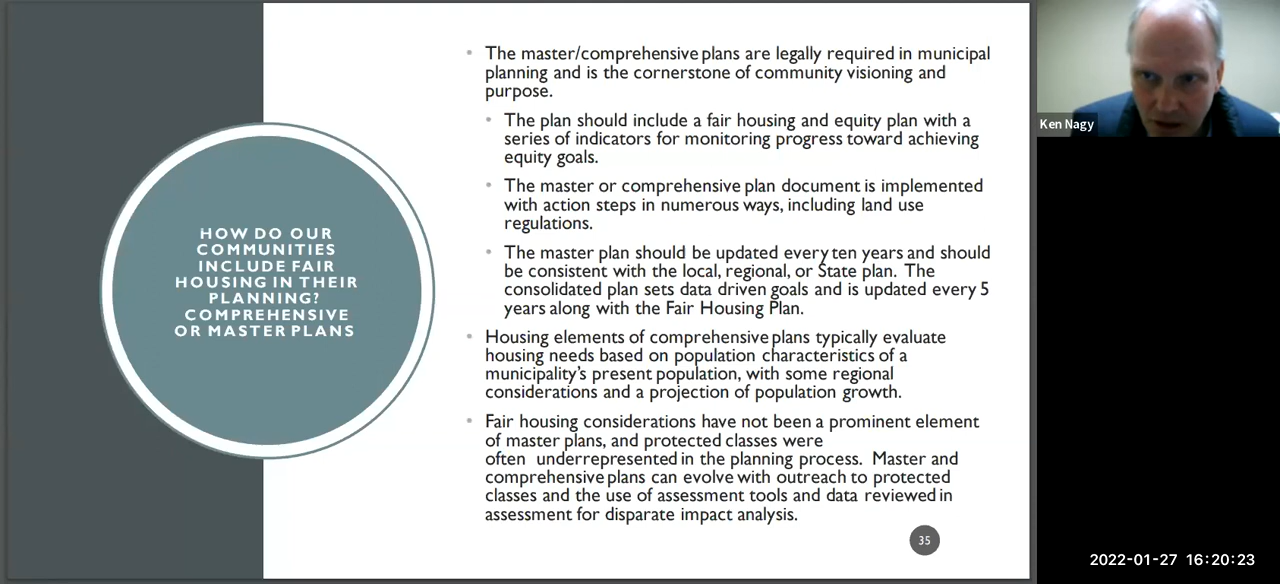 HOW DO OUR
COMMUNITIES
INCLUDE FAIR
HOUSING IN THEIR
PLANNING?
COMPREHENSIVE
OR MASTER PLANS
• The master/comprehensive plans are legally required in municipal
planning and is the cornerstone of community visioning and
purpose.
• The plan should include a fair housing and equity plan with a
series of indicators for monitoring progress toward achieving
equity goals.
• The master or comprehensive plan document is implemented
with action steps in numerous ways, including land use
regulations.
• The master plan should be updated every ten years and should
be consistent with the local, regional, or State plan. The
consolidated plan sets data driven goals and is updated every 5
years along with the Fair Housing Plan.
• Housing elements of comprehensive plans typically evaluate
housing needs based on population characteristics of a
municipality's present population, with some regional
considerations and a projection of population growth.
• Fair housing considerations have not been a prominent element
of master plans, and protected classes were
often underrepresented in the planning process. Master and
comprehensive plans can evolve with outreach to protected
classes and the use of assessment tools and data reviewed in
assessment for disparate impact analysis.
35
Ken Nagy
2022-01-27 16:20:23